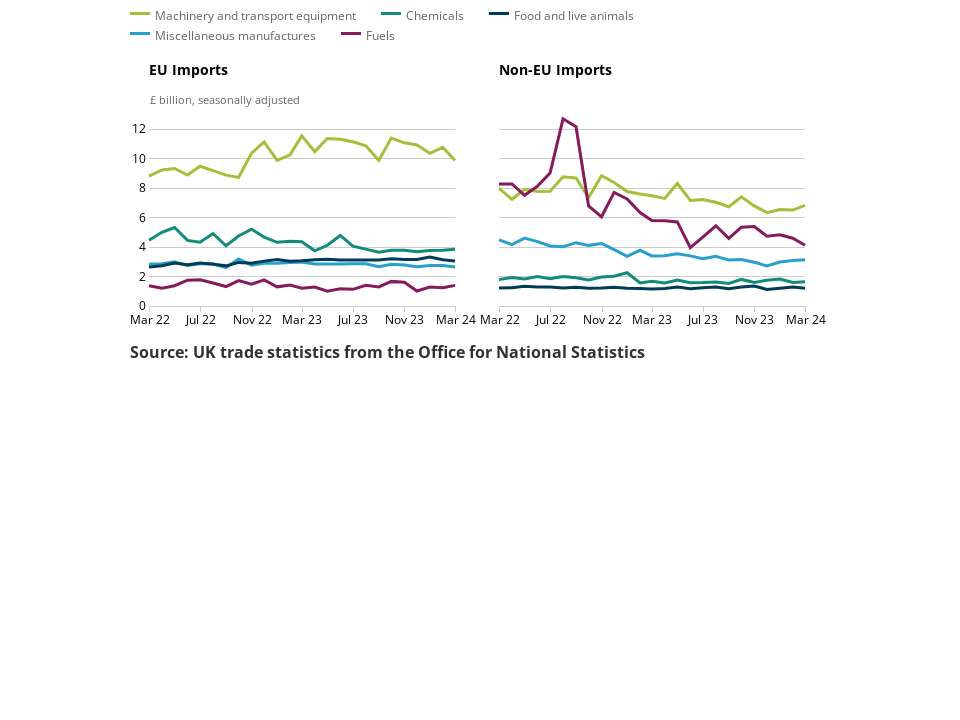 Machinery and transport equipment Chemicals Food and live animals
Miscellaneous manufactures Fuels
EU Imports Non-EU Imports
£ billion, seasonally adjusted
12
10
8
6
4
2
0
Mar 22 Jul 22 Nov 22 Mar 23 Jul 23 Nov 23 Mar 24 Mar 22 Jul 22 Nov 22 Mar 23 Jul 23 Nov 23 Mar 24
Source: UK trade statistics from the Office for National Statistics